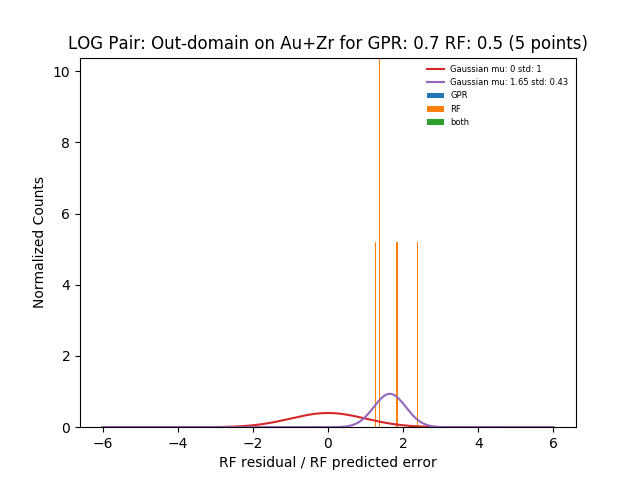 LOG Pair: Out-domain on Au+Zr for GPR: 0.7 RF: 0.5 (5 points)
Gaussian mu: 0 std: 1
Gaussian mu: 1.65 std: 0.43
GPR
RF
both
Normalized Counts
10
8
6
4
2
0
−6
−4
−2
0
2
4
6
RF residual / RF predicted error